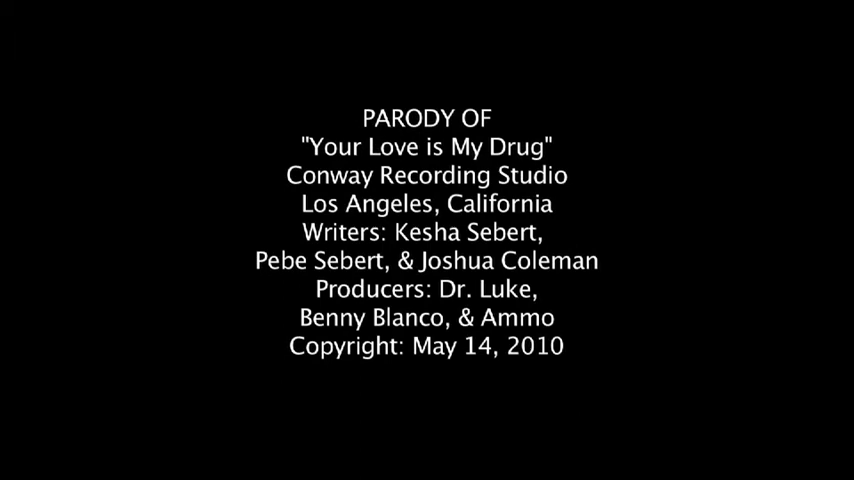 PARODY OF
"Your Love is My Drug"
Conway Recording Studio
Los Angeles, California
Writers: Kesha Sebert,
Pebe Sebert, & Joshua Coleman
Producers: Dr. Luke,
Benny Blanco, & Ammo
Copyright: May 14, 2010